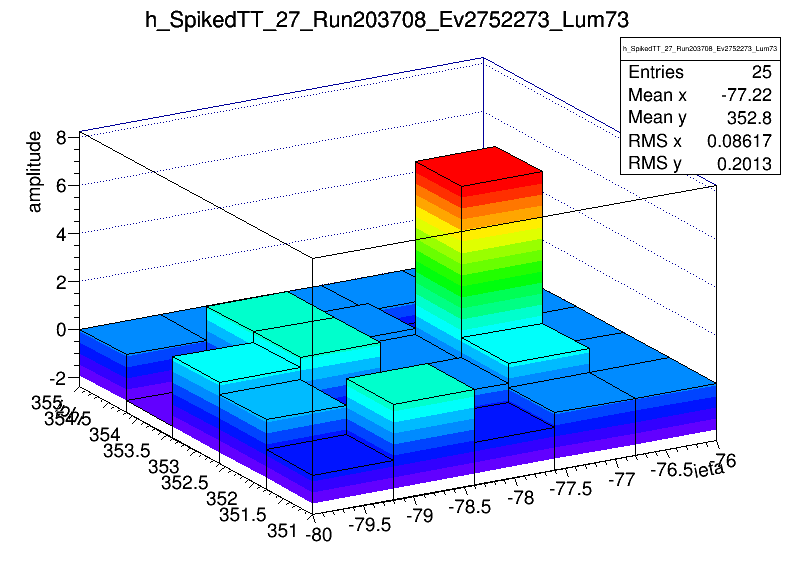 h_SpikedTT_27_Run203708_Ev2752273_Lum73
h_SpikedTT_27_Run203708_Ev2752273_Lum73
Entries 25
Mean x -77.22
Mean y 352.8
RMS x 0.08617
RMS y 0.2013
amplitude
8
6
4
2
0
-2
355
354.5
354
353.5
353
352.5
352
351.5
351
-80
-79.5
-79
-78.5
-78
-77.5
-77
-76.5
-76
ieta